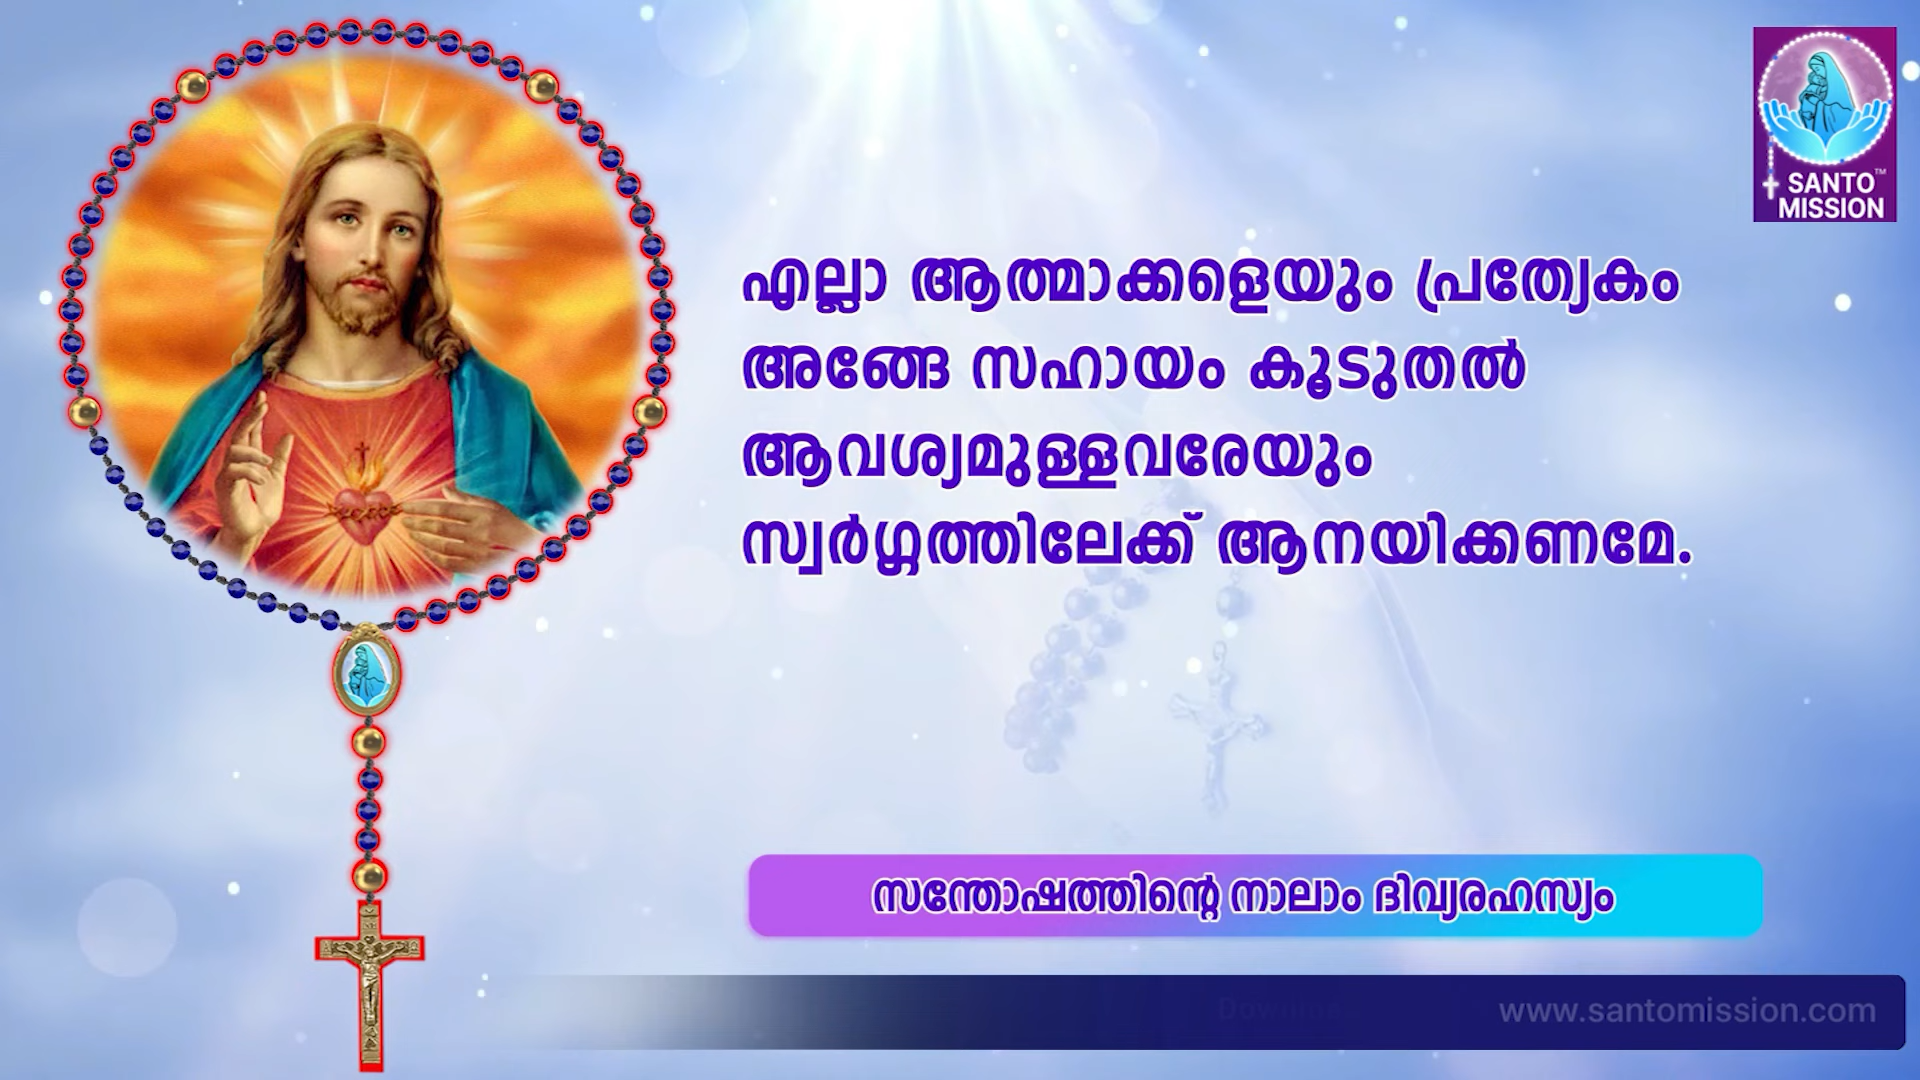 SANTO™
MISSION
എല്ലാ ആത്മാക്കളെയും പ്രത്യേകം
അങ്ങേ സഹായം കൂടുതൽ
ആവശ്യമുള്ളവരേയും
സ്വർഗ്ഗത്തിലേക്ക് ആനയിക്കണമേ.
സന്തോഷത്തിന്റെ നാലാം ദിവ്യരഹസ്യം
www.santomission.com